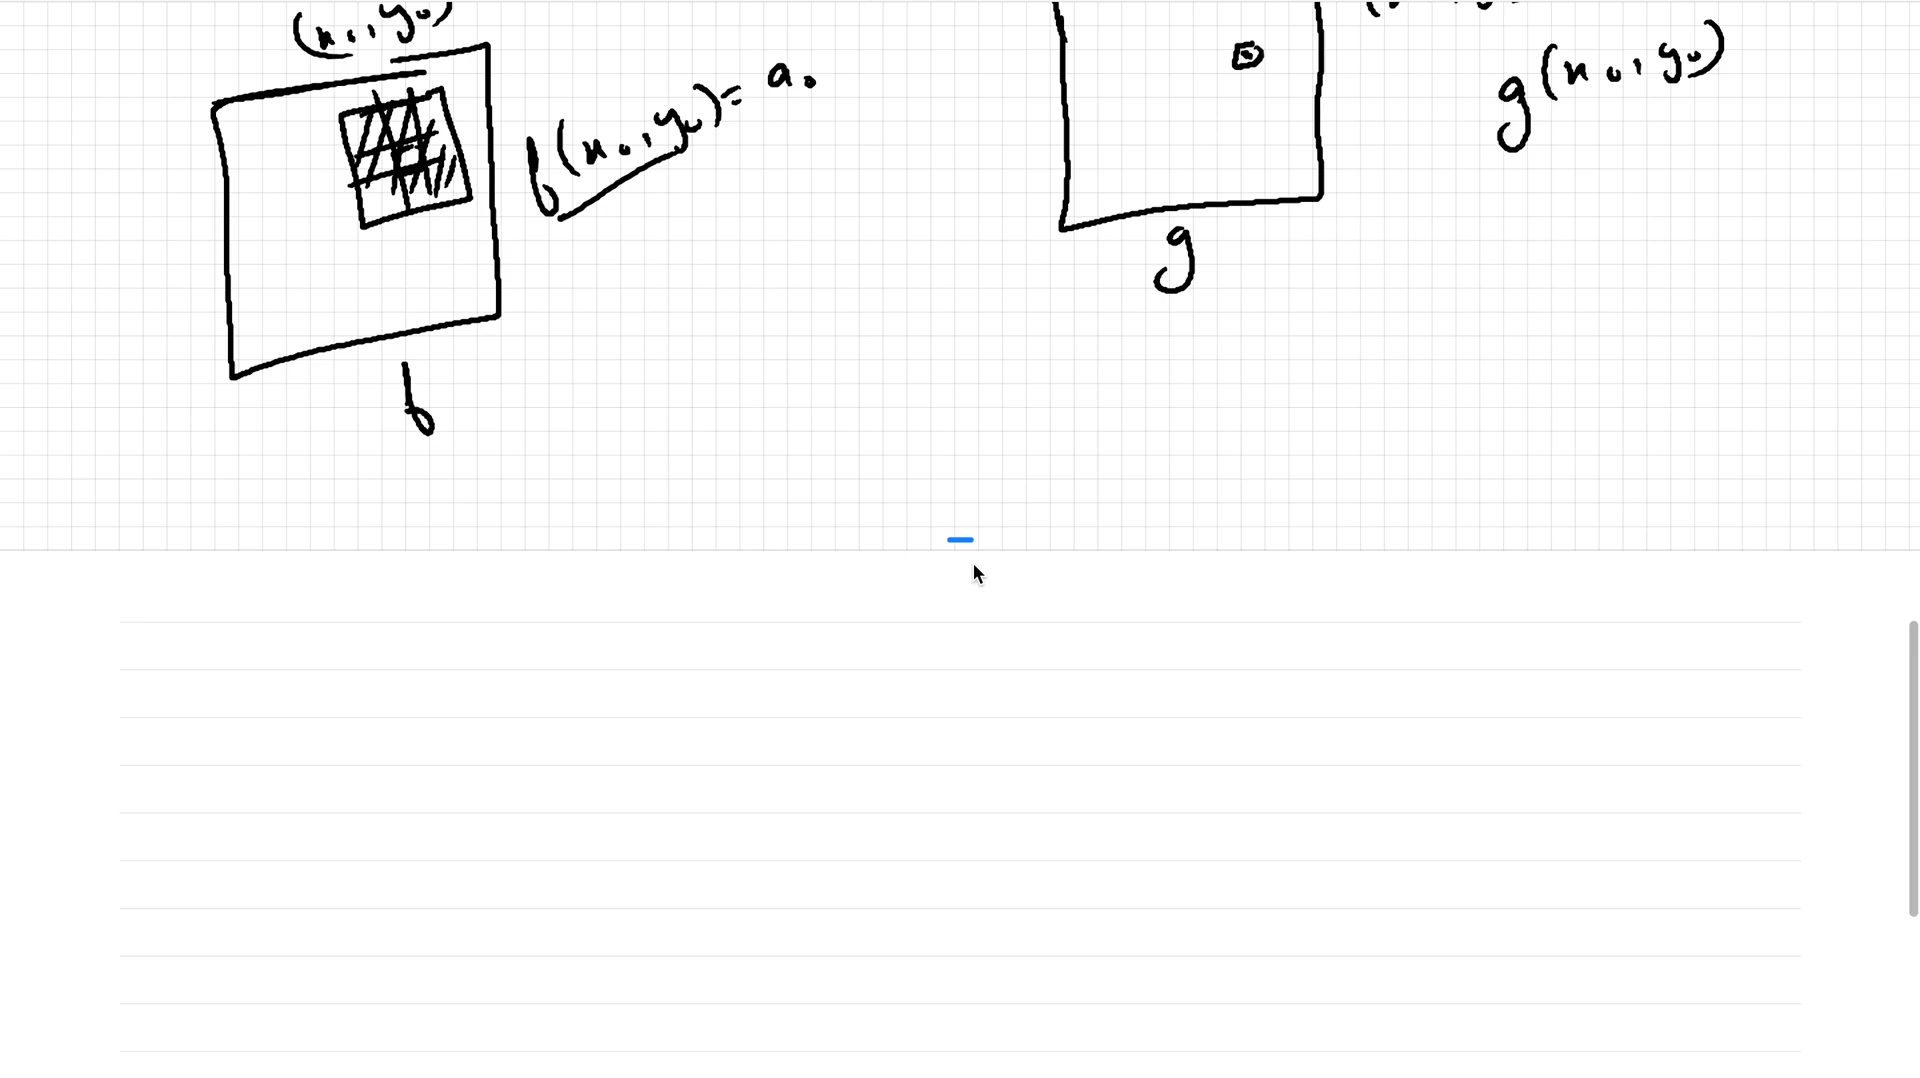 (x₀, y₀)
f(x₀, y₀) = a₀
g(x₀, y₀)
g
f